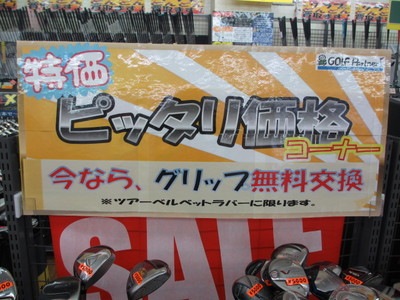 特価
GOLF
ピッタリ価格
コーナー
今なら、グリップ無料交換
※ツアーベルベットラバーに限ります。
SALE